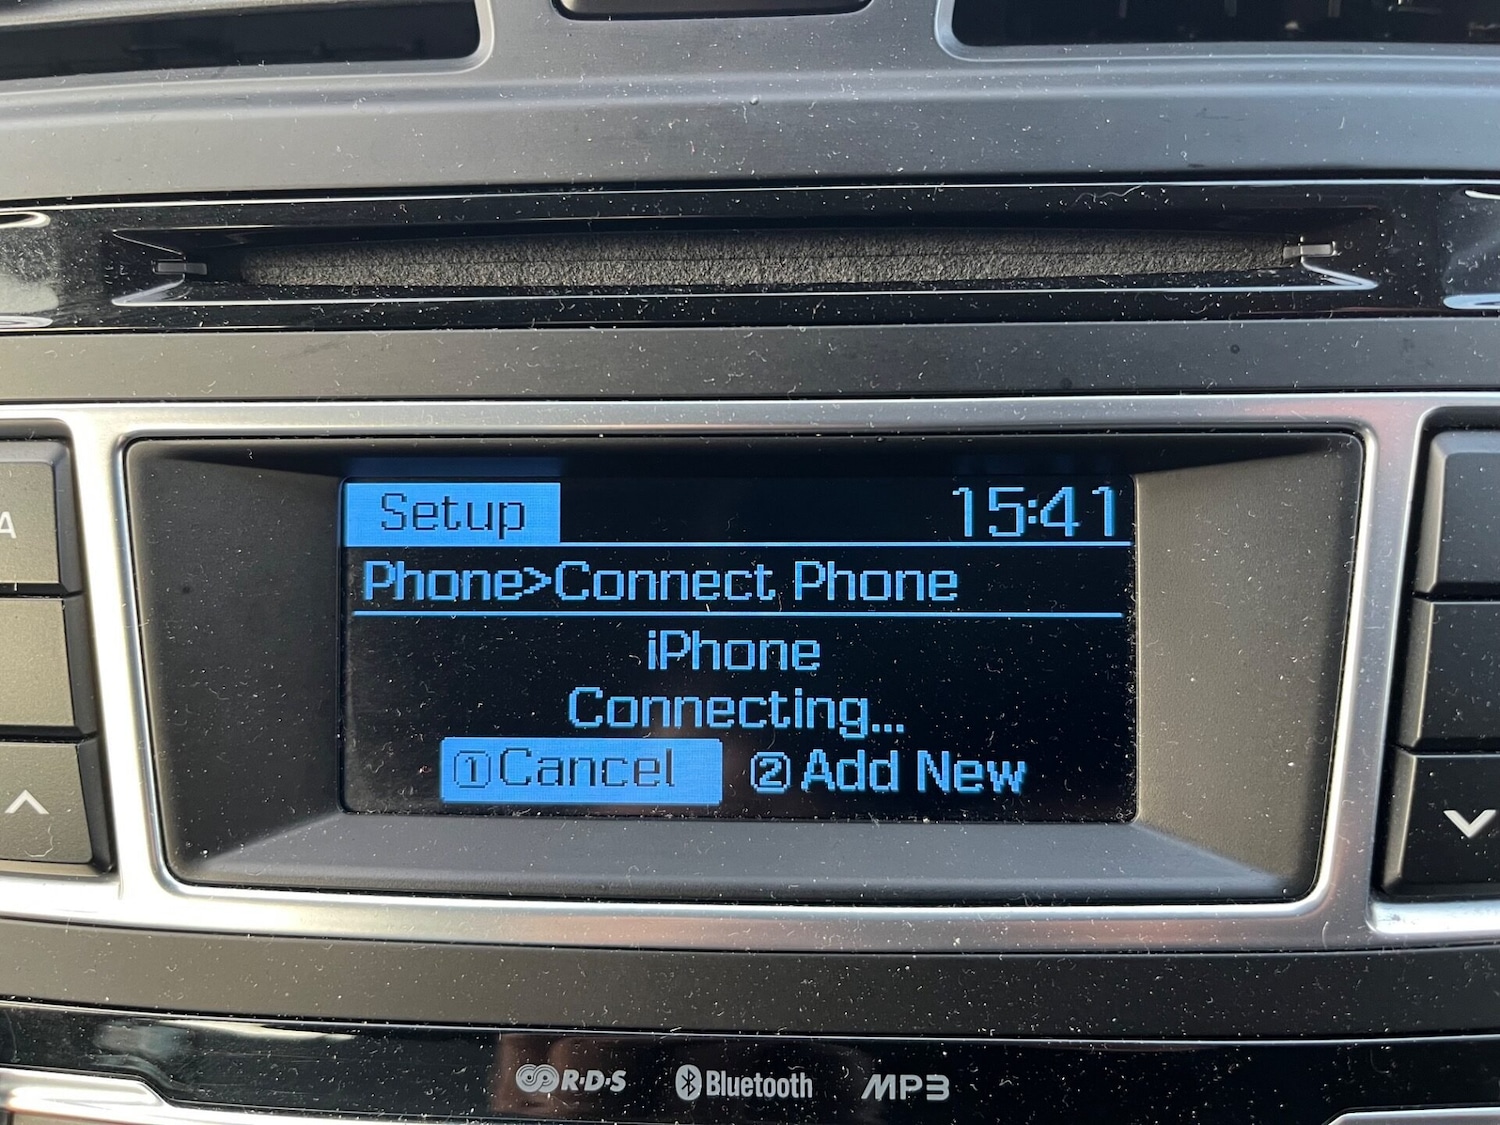 A
Setup 15:41
Phone>Connect Phone
iPhone
Connecting...
①Cancel ②Add New
R·D·S Bluetooth MP3